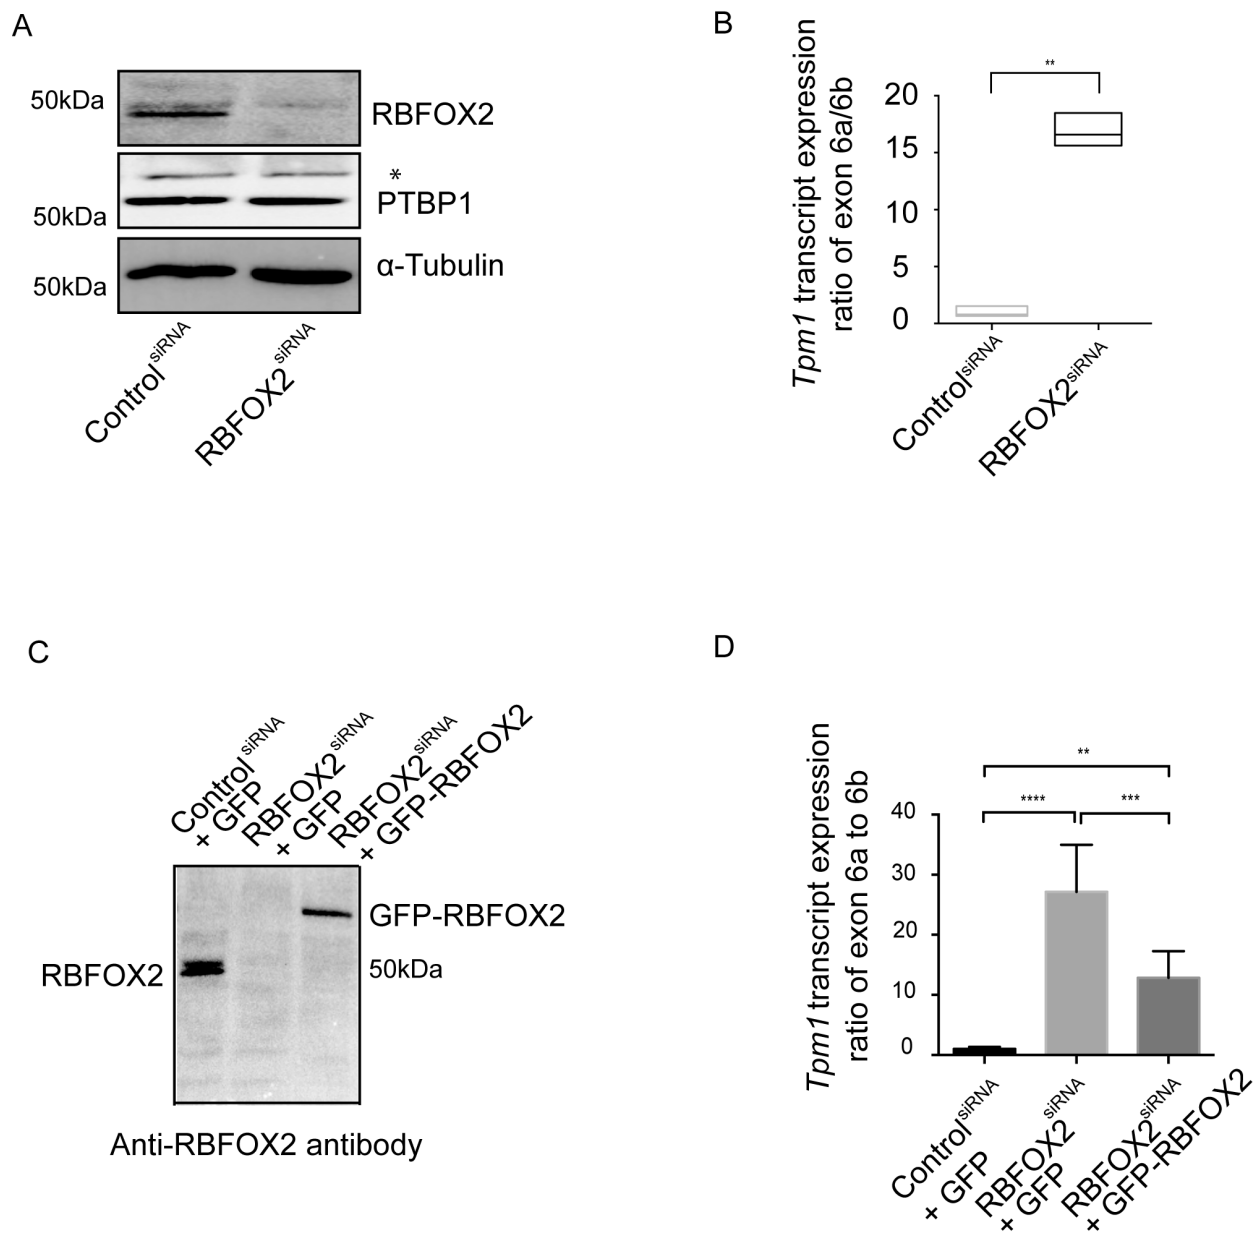 A
50kDa
RBFOX2
*
50kDa
PTBP1
50kDa
α-Tubulin
Control siRNA
RBFOX2 siRNA
B
Tpm1 transcript expression
ratio of exon 6a/6b
**
20
15
10
5
0
Control siRNA
RBFOX2 siRNA
C
Control siRNA
+ GFP
RBFOX2 siRNA
+ GFP
RBFOX2 siRNA
+ GFP-RBFOX2
GFP-RBFOX2
RBFOX2
50kDa
Anti-RBFOX2 antibody
D
Tpm1 transcript expression
ratio of exon 6a to 6b
**
****
***
40
30
20
10
0
Control siRNA
+ GFP
RBFOX2 siRNA
+ GFP
RBFOX2 siRNA
+ GFP-RBFOX2